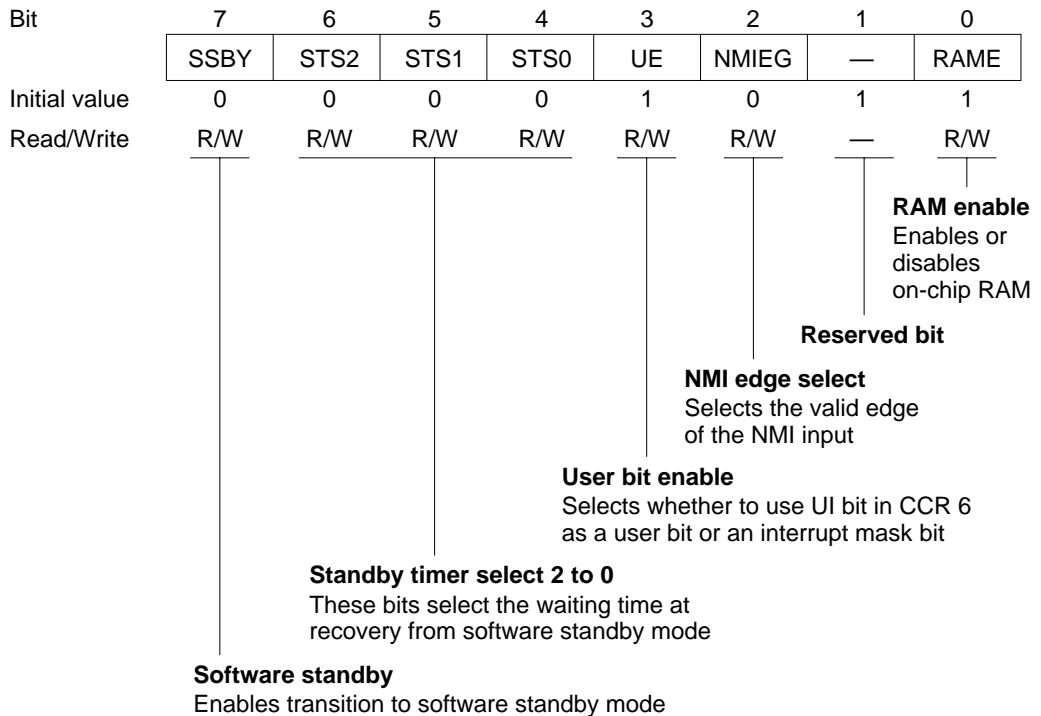 Bit 7 6 5 4 3 2 1 0
SSBY STS2 STS1 STS0 UE NMIEG — RAME
Initial value 0 0 0 0 1 0 1 1
Read/Write R/W R/W R/W R/W R/W R/W — R/W
RAM enable
Enables or
disables
on-chip RAM
Reserved bit
NMI edge select
Selects the valid edge
of the NMI input
User bit enable
Selects whether to use UI bit in CCR 6
as a user bit or an interrupt mask bit
Standby timer select 2 to 0
These bits select the waiting time at
recovery from software standby mode
Software standby
Enables transition to software standby mode